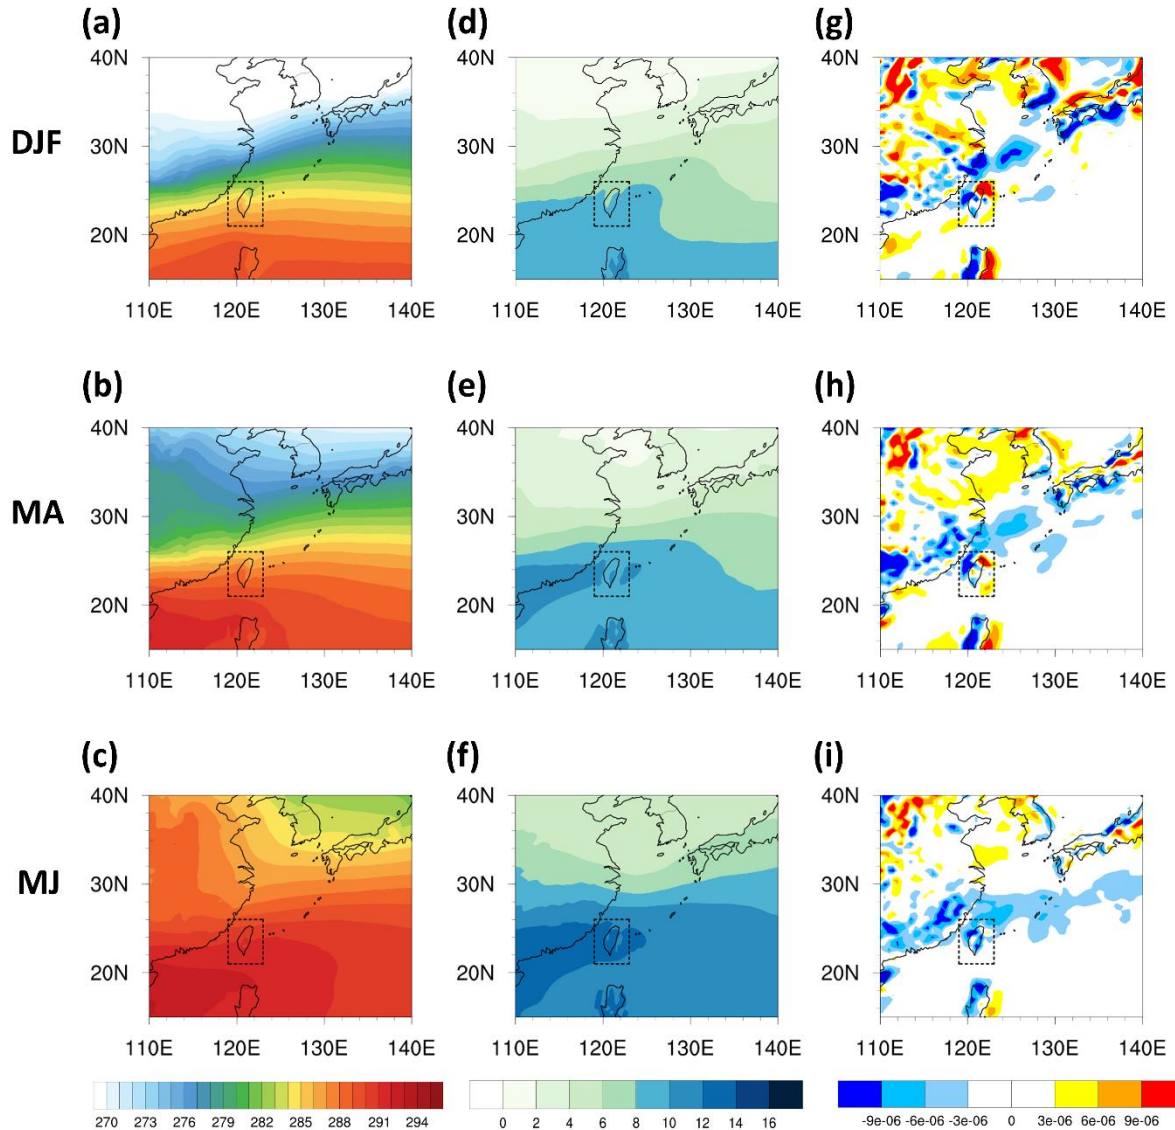 (a) (d) (g)
DJF
40N 40N 40N
30N 30N 30N
20N 20N 20N
110E 120E 130E 140E 110E 120E 130E 140E 110E 120E 130E 140E
(b) (e) (h)
MA
40N 40N 40N
30N 30N 30N
20N 20N 20N
110E 120E 130E 140E 110E 120E 130E 140E 110E 120E 130E 140E
(c) (f) (i)
MJ
40N 40N 40N
30N 30N 30N
20N 20N 20N
110E 120E 130E 140E 110E 120E 130E 140E 110E 120E 130E 140E
270 273 276 279 282 285 288 291 294 0 2 4 6 8 10 12 14 16 -9e-06 -6e-06 -3e-06 0 3e-06 6e-06 9e-06